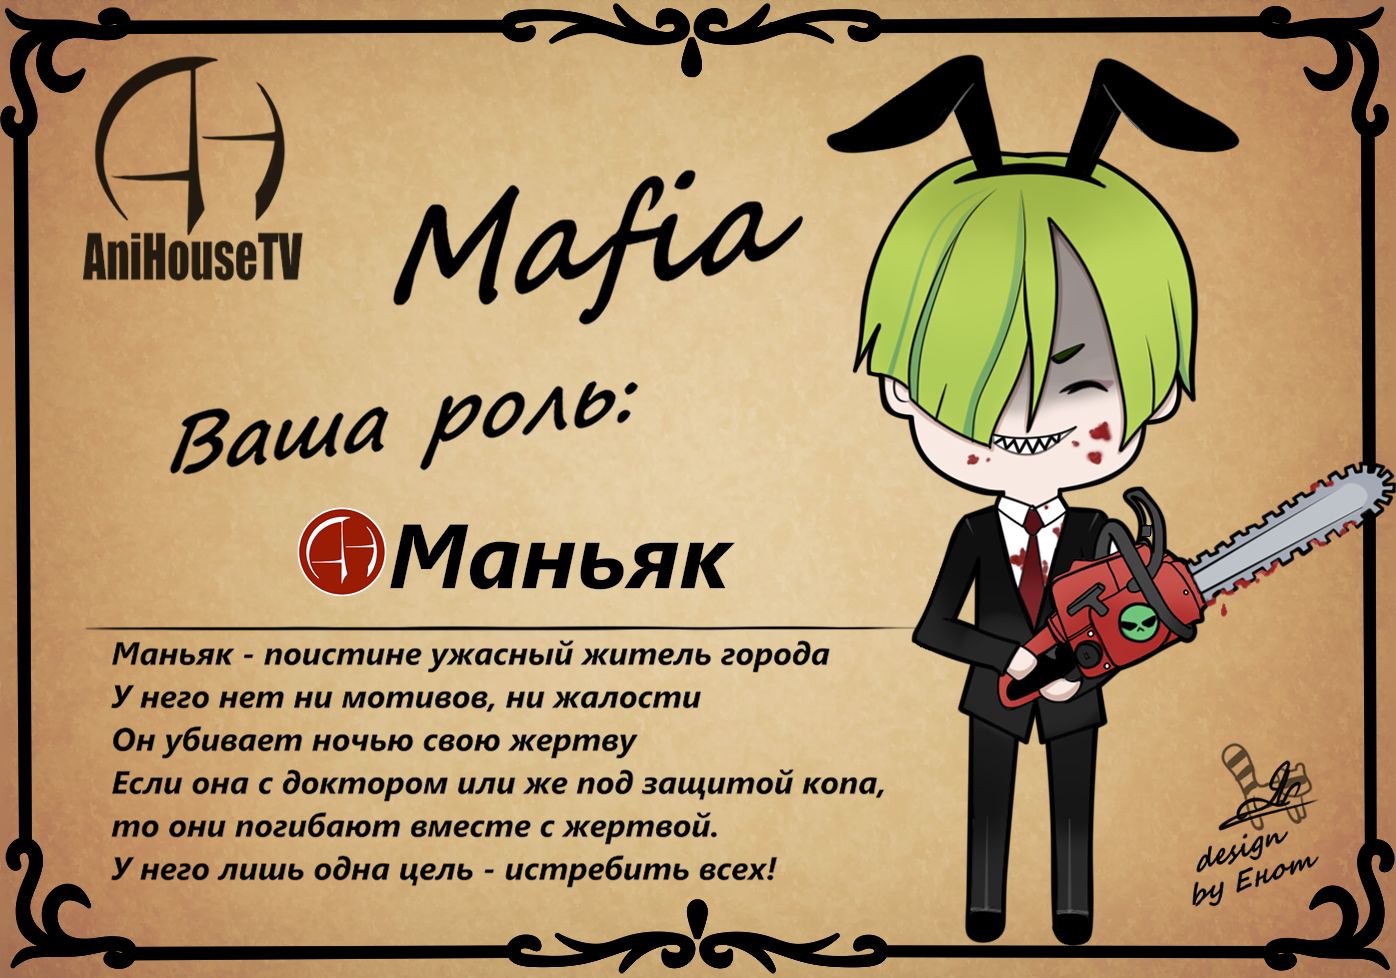 AniHouseTV
Mafia
Ваша роль:
Маньяк
Маньяк - поистине ужасный житель города
У него нет ни мотивов, ни жалости
Он убивает ночью свою жертву
Если она с доктором или же под защитой копа,
то они погибают вместе с жертвой.
У него лишь одна цель - истребить всех!
design
by Енот